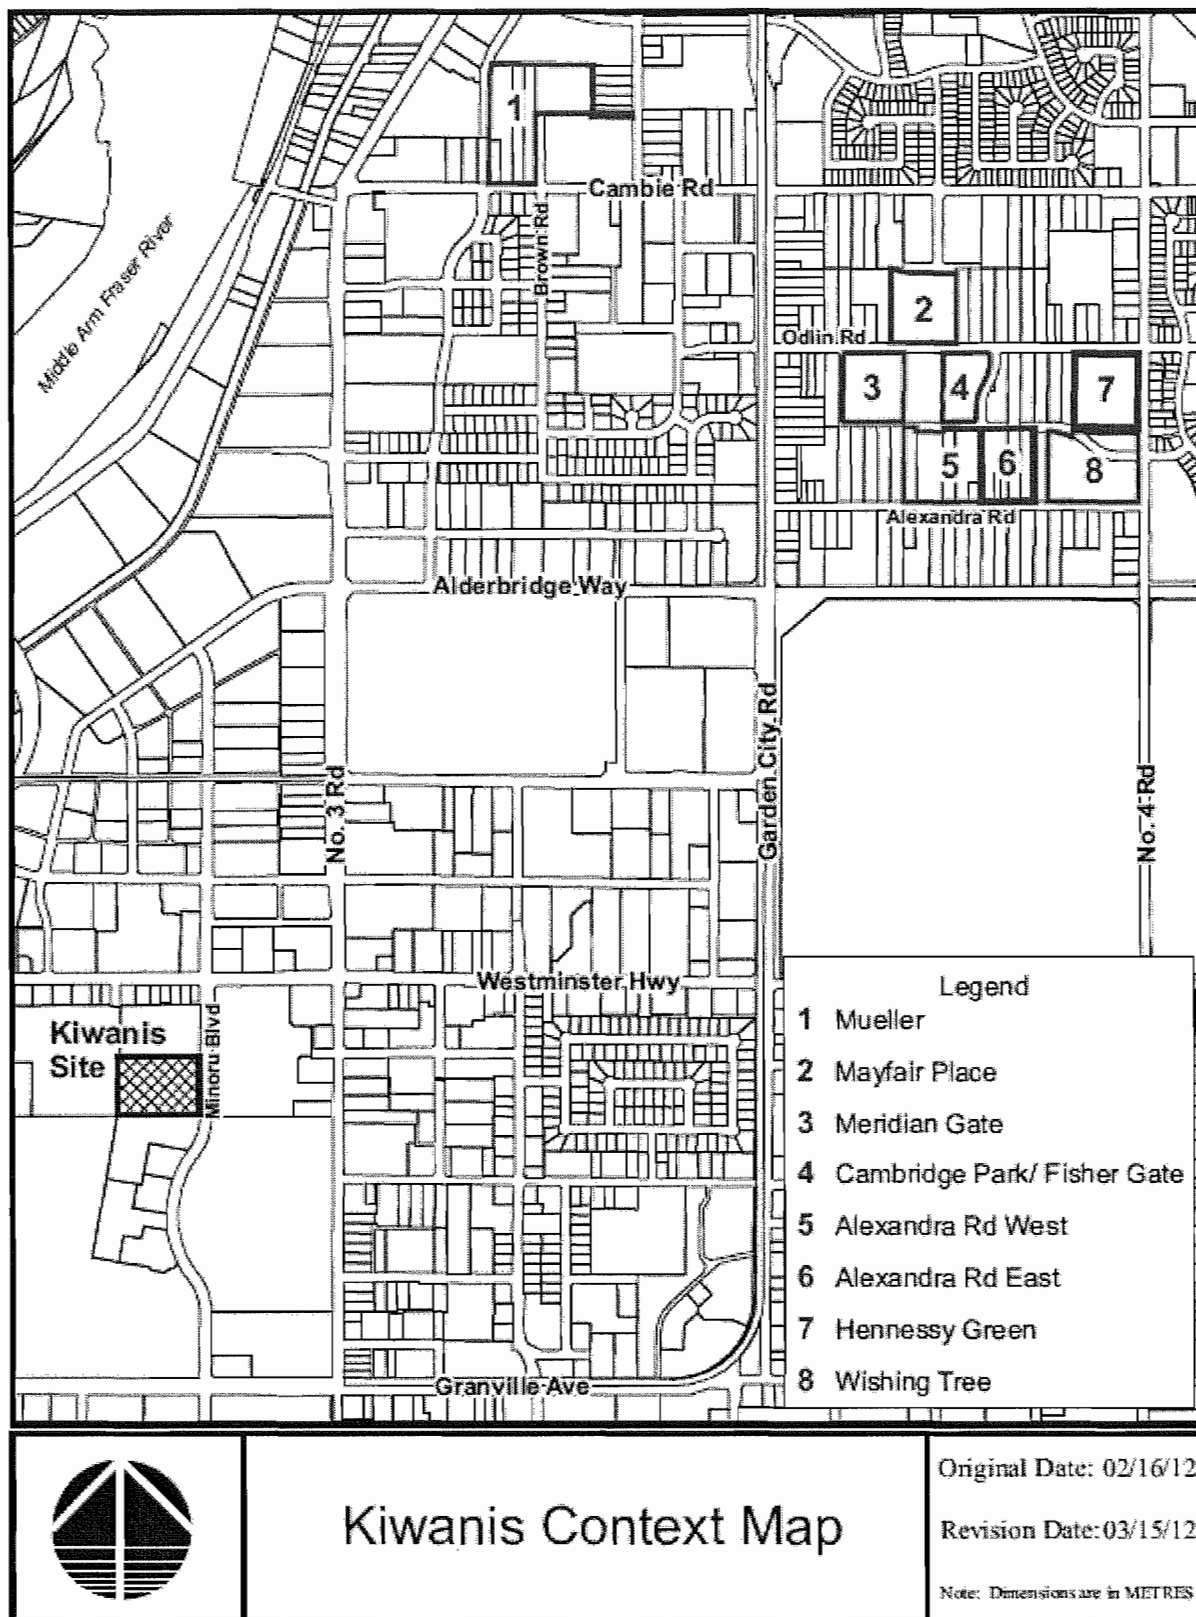 1
Cambie Rd
Brown Rd
Middle Arm Fraser River
2
Odlin Rd
3
4
7
5
6
8
Alexandra Rd
Alderbridge Way
Garden City Rd
No. 3 Rd
No. 4 Rd
Westminster Hwy
Kiwanis
Site
Minoru Blvd
Granville Ave
Legend
1 Mueller
2 Mayfair Place
3 Meridian Gate
4 Cambridge Park/ Fisher Gate
5 Alexandra Rd West
6 Alexandra Rd East
7 Hennessy Green
8 Wishing Tree
Kiwanis Context Map
Original Date: 02/16/12
Revision Date: 03/15/12
Note: Dimensions are in METRES